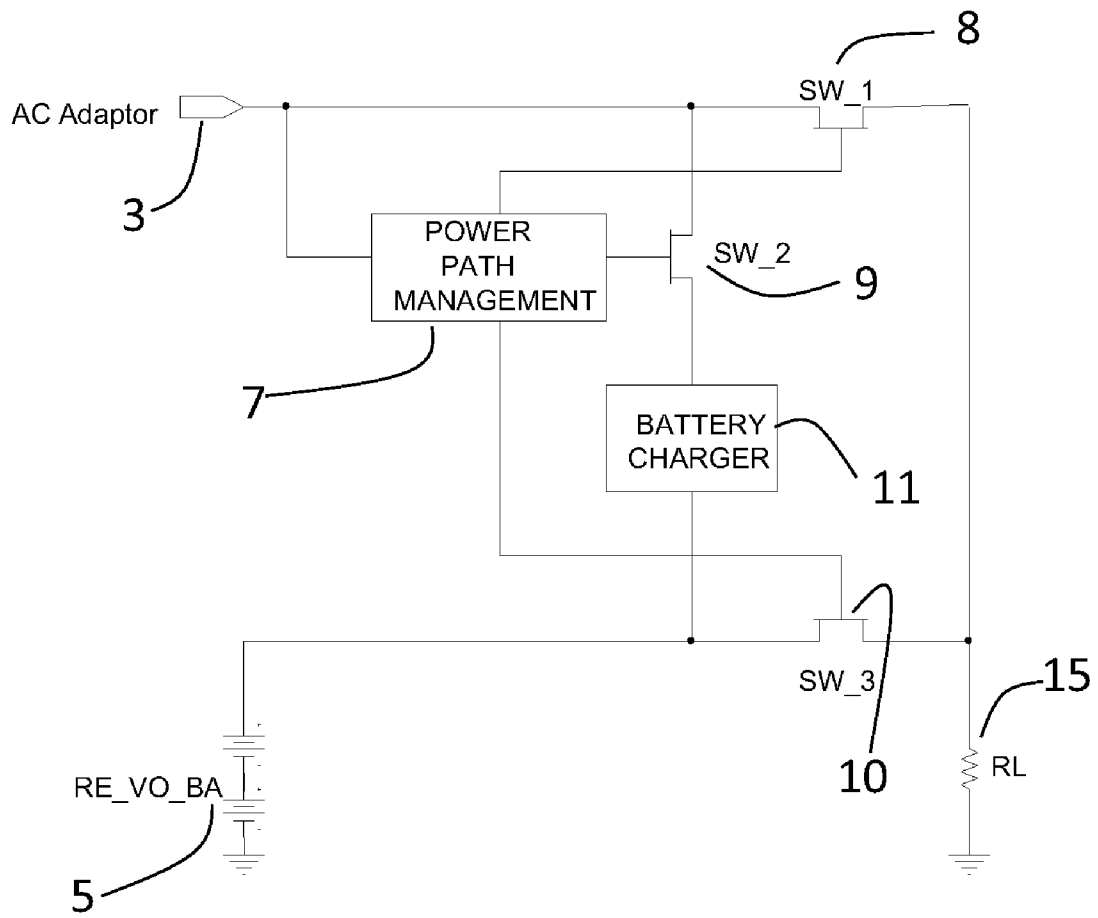 8
SW_1
AC Adaptor
3
POWER
PATH
MANAGEMENT
SW_2
9
7
BATTERY
CHARGER
11
SW_3
15
10
RL
RE_VO_BA
5